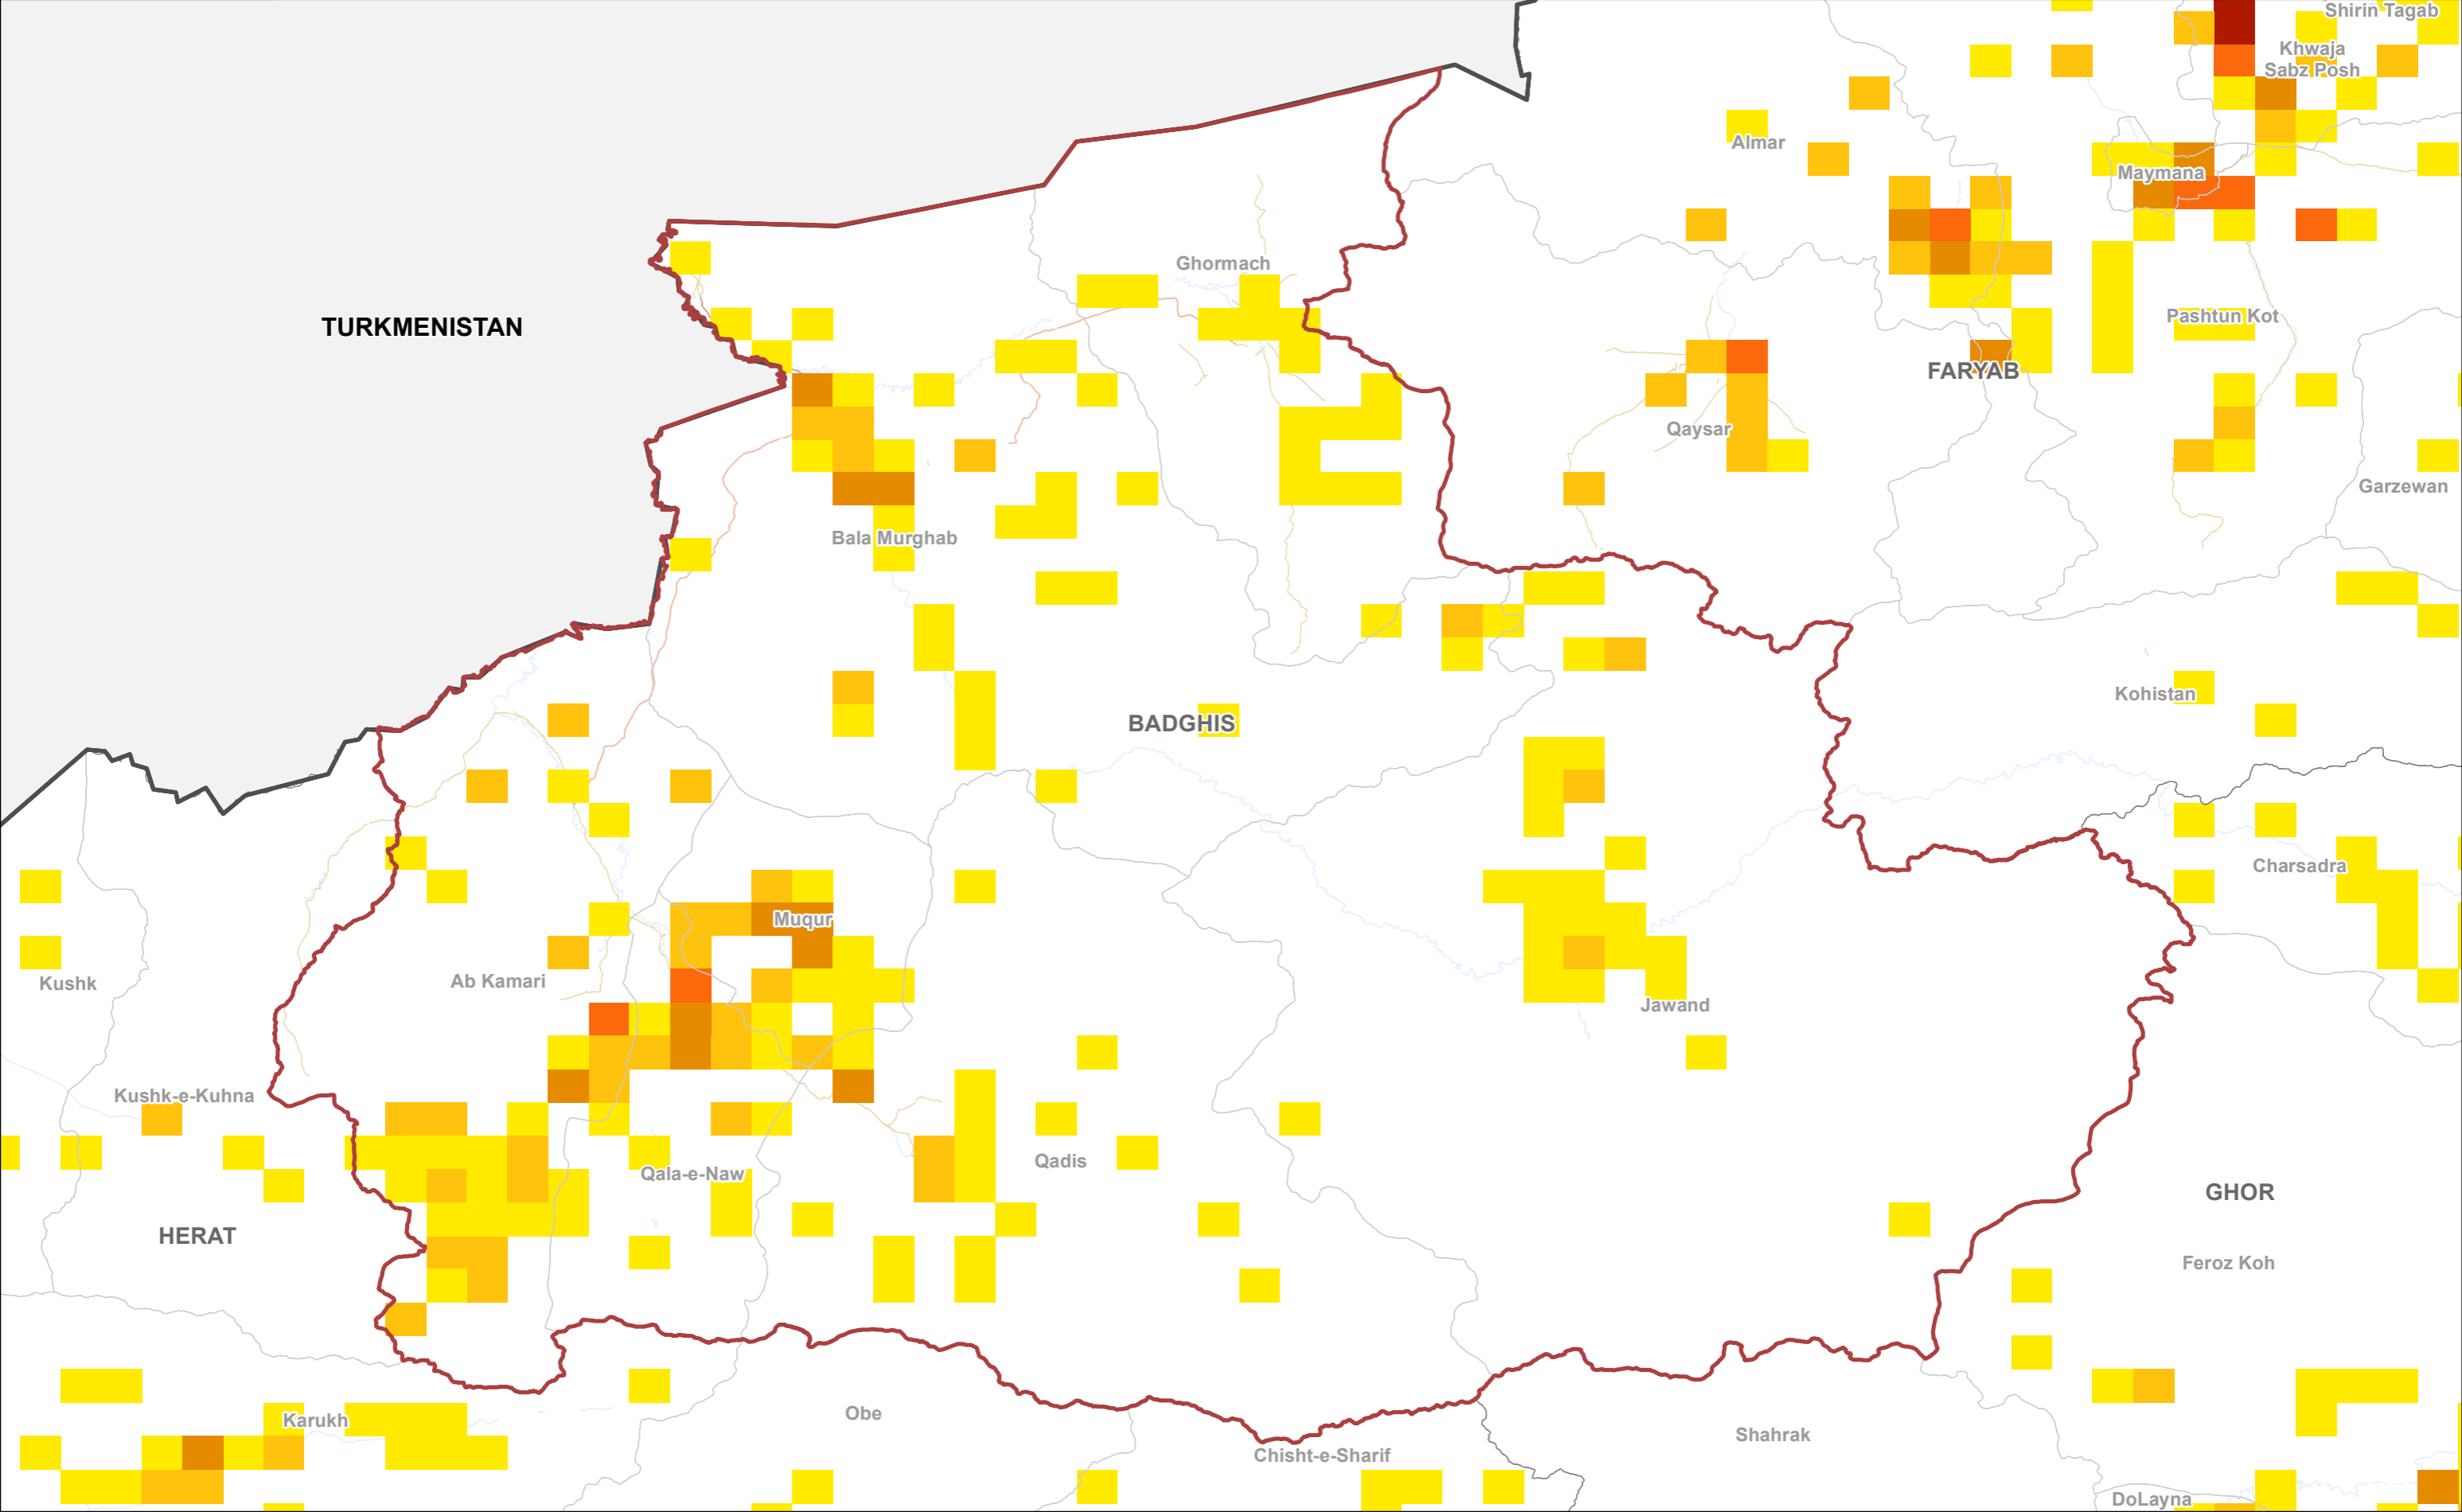 Shirin Tagab
Khwaja
Sabz Posh
Almar
Maymana
Ghormach
Pashtun Kot
TURKMENISTAN
FARYAB
Qaysar
Garzewan
Bala Murghab
Kohistan
BADGHIS
Charsadra
Muqur
Kushk
Ab Kamari
Jawand
Kushk-e-Kuhna
Qadis
Qala-e-Naw
GHOR
HERAT
Feroz Koh
Obe
Karukh
Shahrak
Chisht-e-Sharif
DoLayna